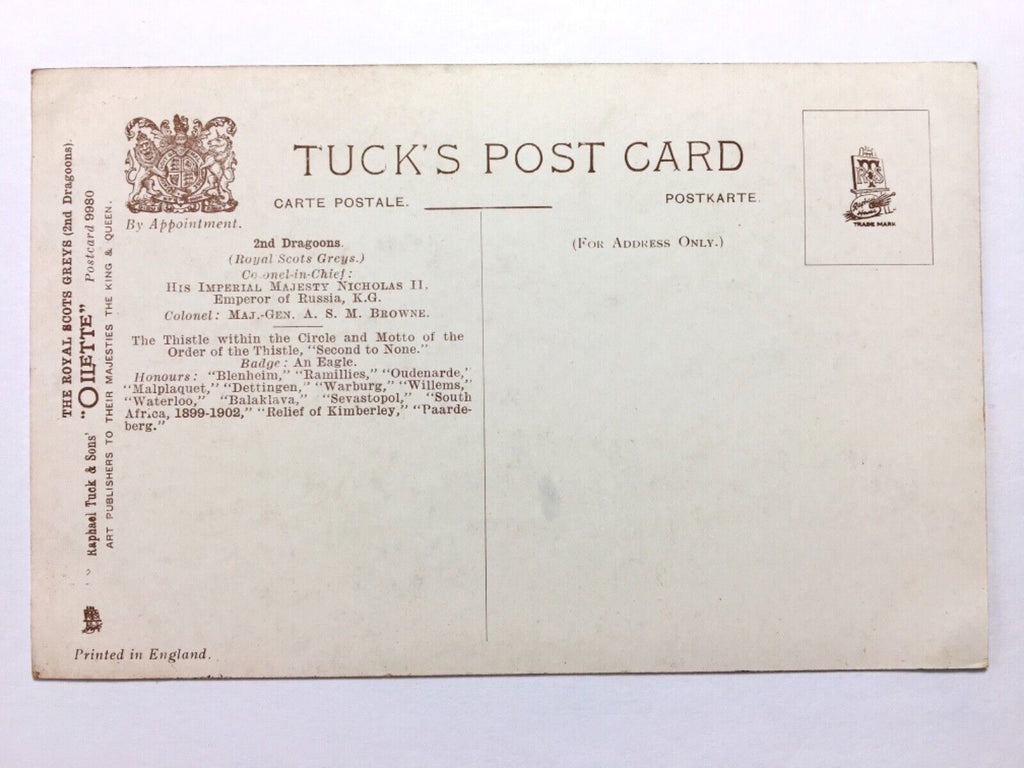 TUCK'S POST CARD
CARTE POSTALE.
POSTKARTE.
By Appointment.
(FOR ADDRESS ONLY.)
TRADE MARK
2nd Dragoons.
(Royal Scots Greys.)
Colonel-in-Chief:
HIS IMPERIAL MAJESTY NICHOLAS II.
Emperor of Russia, K.G.
Colonel: MAJ.-GEN. A. S. M. BROWNE.
The Thistle within the Circle and Motto of the
Order of the Thistle, "Second to None."
Badge: An Eagle.
Honours: "Blenheim," "Ramillies," "Oudenarde,"
"Malplaquet," "Dettingen," "Warburg," "Willems,"
"Waterloo," "Balaklava," "Sevastopol," "South
Africa, 1899-1902," "Relief of Kimberley," "Paarde-
berg."
THE ROYAL SCOTS GREYS (2nd Dragoons).
Raphael Tuck & Sons' "OILETTE" Postcard 9980
ART PUBLISHERS TO THEIR MAJESTIES THE KING & QUEEN.
Printed in England.